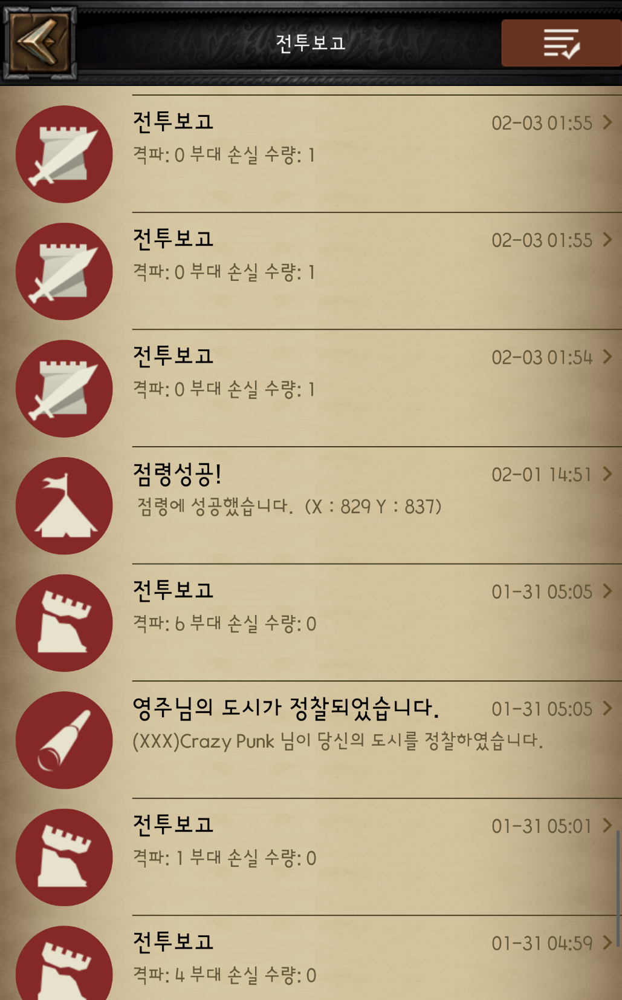 전투보고
전투보고 02-03 01:55
격파: 0 부대 손실 수량: 1
전투보고 02-03 01:55
격파: 0 부대 손실 수량: 1
전투보고 02-03 01:54
격파: 0 부대 손실 수량: 1
점령성공! 02-01 14:51
점령에 성공했습니다. (X : 829 Y : 837)
전투보고 01-31 05:05
격파: 6 부대 손실 수량: 0
영주님의 도시가 정찰되었습니다. 01-31 05:05
(XXX)Crazy Punk 님이 당신의 도시를 정찰하였습니다.
전투보고 01-31 05:01
격파: 1 부대 손실 수량: 0
전투보고 01-31 04:59
격파: 4 부대 손실 수량: 0